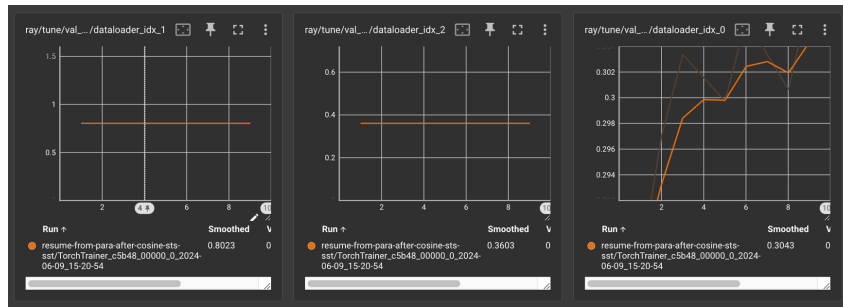 ray/tune/val_.../dataloader_idx_1
1.5
1
0.5
2
4
6
8
10
Run ↑ Smoothed V
resume-from-para-after-cosine-sts- 0.8023 0
sst/TorchTrainer_c5b48_00000_0_2024-
06-09_15-20-54
ray/tune/val_.../dataloader_idx_2
0.6
0.4
0.2
2
4
6
8
10
Run ↑ Smoothed V
resume-from-para-after-cosine-sts- 0.3603 0
sst/TorchTrainer_c5b48_00000_0_2024-
06-09_15-20-54
ray/tune/val_.../dataloader_idx_0
0.302
0.3
0.298
0.296
0.294
2
4
6
8
10
Run ↑ Smoothed V
resume-from-para-after-cosine-sts- 0.3043 0
sst/TorchTrainer_c5b48_00000_0_2024-
06-09_15-20-54